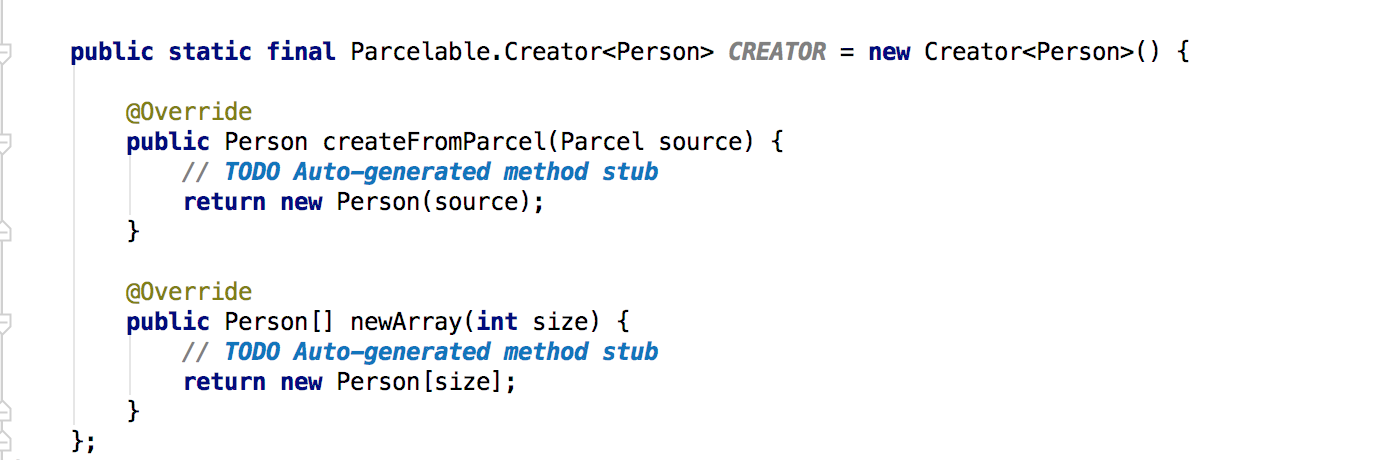 public static final Parcelable.Creator<Person> CREATOR = new Creator<Person>() {
@Override
public Person createFromParcel(Parcel source) {
// TODO Auto-generated method stub
return new Person(source);
}
@Override
public Person[] newArray(int size) {
// TODO Auto-generated method stub
return new Person[size];
}
};